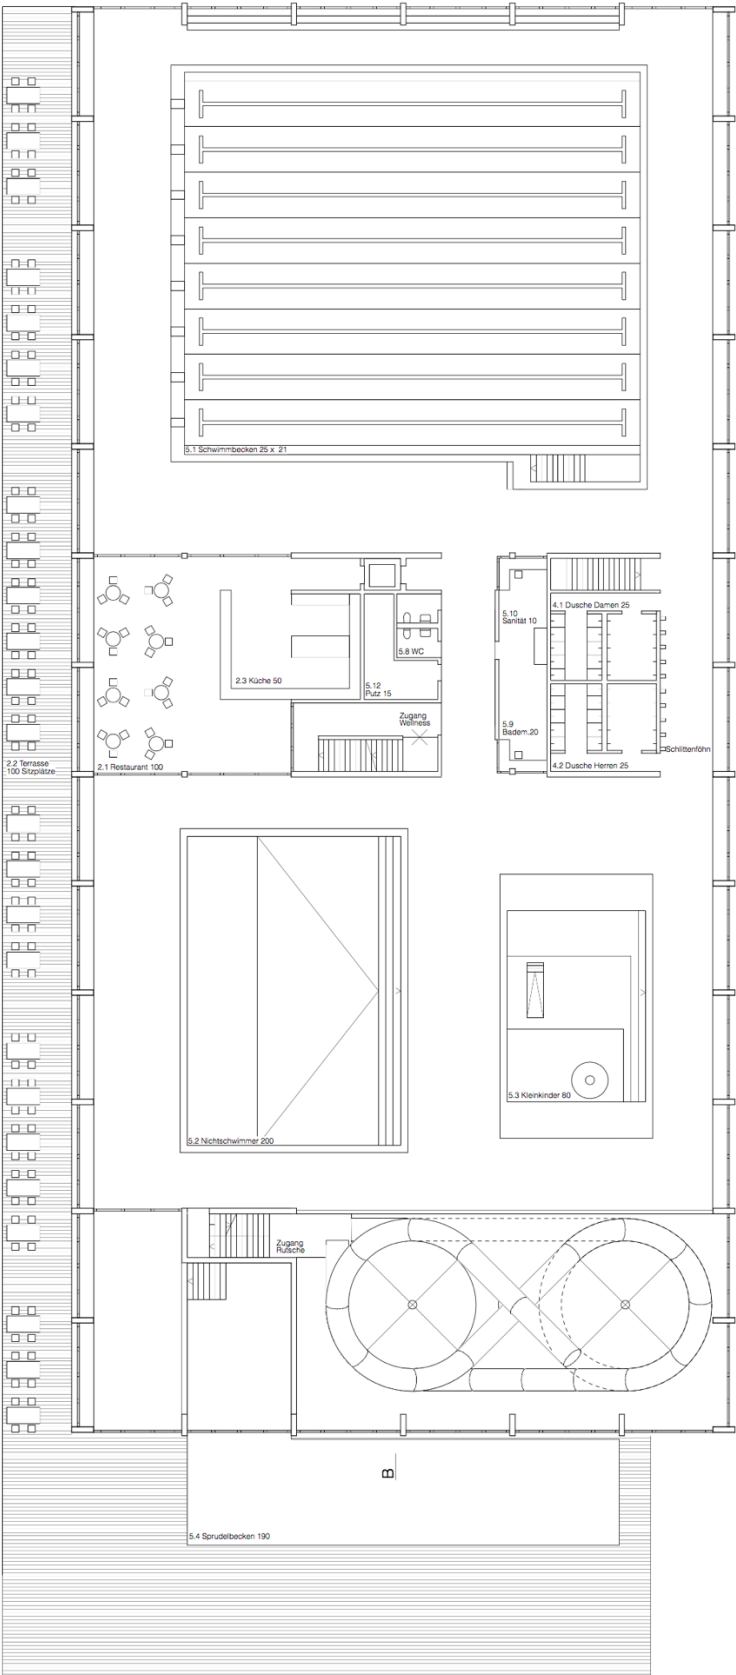 5.1 Schwimmbecken 25 x 21
5.10
Sanität 10
4.1 Dusche Damen 25
5.8 WC
2.3 Küche 50
5.12
Putz 15
Zugang
Wellness
5.9
Badem.20
Schlittenföhn
2.2 Terrasse
100 Sitzplätze
2.1 Restaurant 100
4.2 Dusche Herren 25
5.3 Kleinkinder 80
5.2 Nichtschwimmer 200
Zugang
Rutsche
B
5.4 Sprudelbecken 190